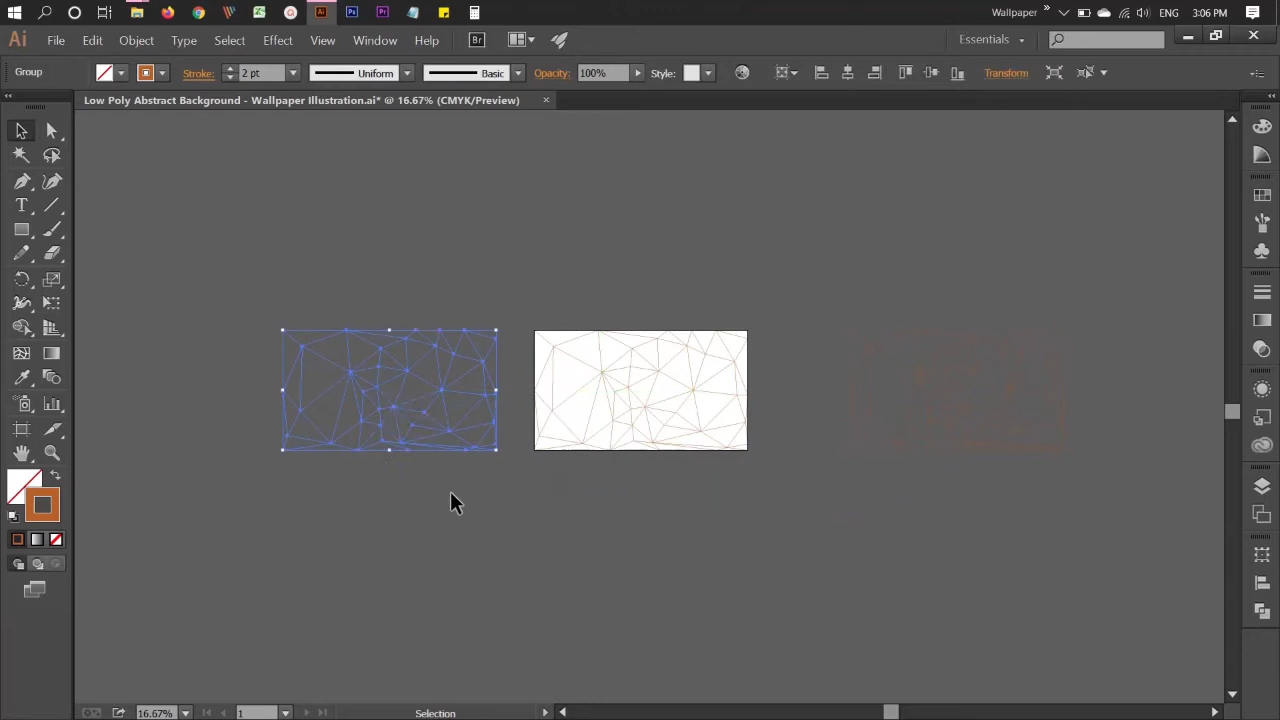 Wallpaper » ENG 3:06 PM
Ai File Edit Object Type Select Effect View Window Help Br Essentials
Group Stroke: 2 pt Uniform Basic Opacity: 100% Style: Transform
Low Poly Abstract Background - Wallpaper Illustration.ai* @ 16.67% (CMYK/Preview) ×
T
16.67% 1 Selection